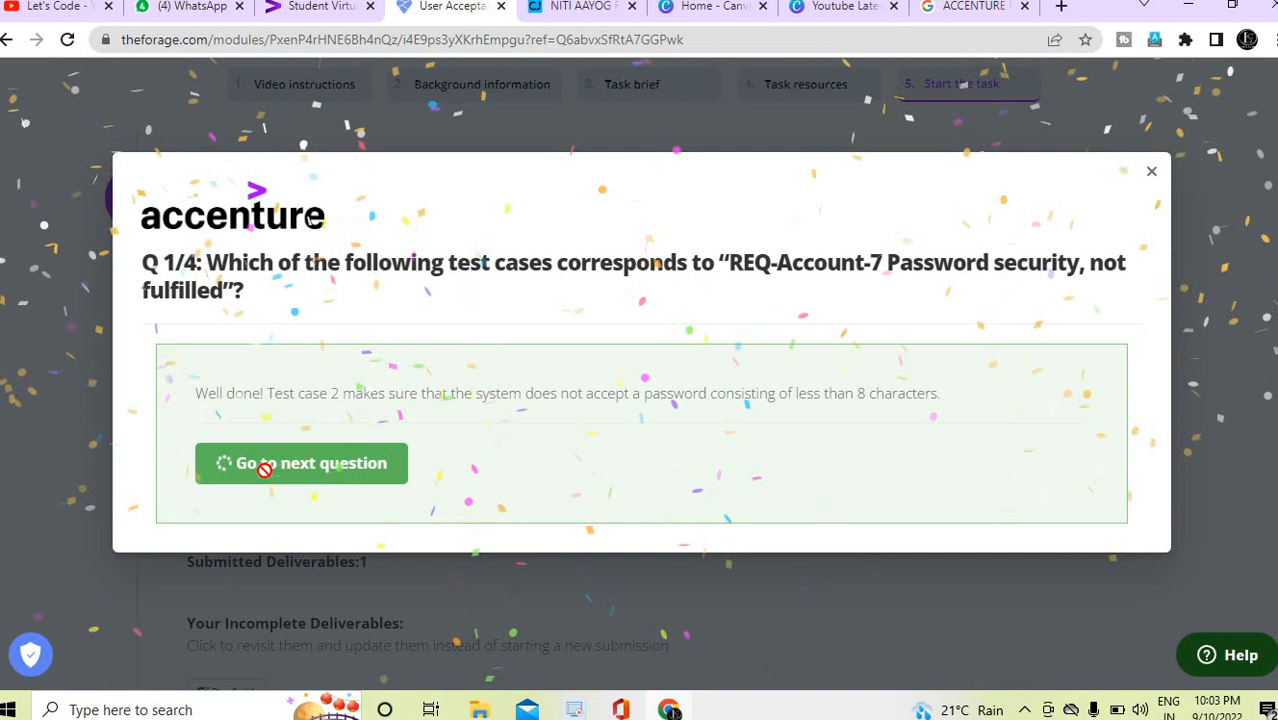 Let's Code - Y
(4) WhatsApp
Student Virtu
User Accepta
NITI AAYOG
Home - Canv
Youtube Late
ACCENTURE
theforage.com/modules/PxenP4rHNE6Bh4nQz/i4E9ps3yXKrhEmpgu?ref=Q6abvxSfRtA7GGPwk
1. Video instructions
2. Background information
3. Task brief
4. Task resources
5. Start the task
accenture
Q 1/4: Which of the following test cases corresponds to “REQ-Account-7 Password security, not
fulfilled”?
Well done! Test case 2 makes sure that the system does not accept a password consisting of less than 8 characters.
Go to next question
Submitted Deliverables:1
Your Incomplete Deliverables:
Click to revisit them and update them instead of starting a new submission
Help
Type here to search
21°C Rain
ENG
IN
10:03 PM